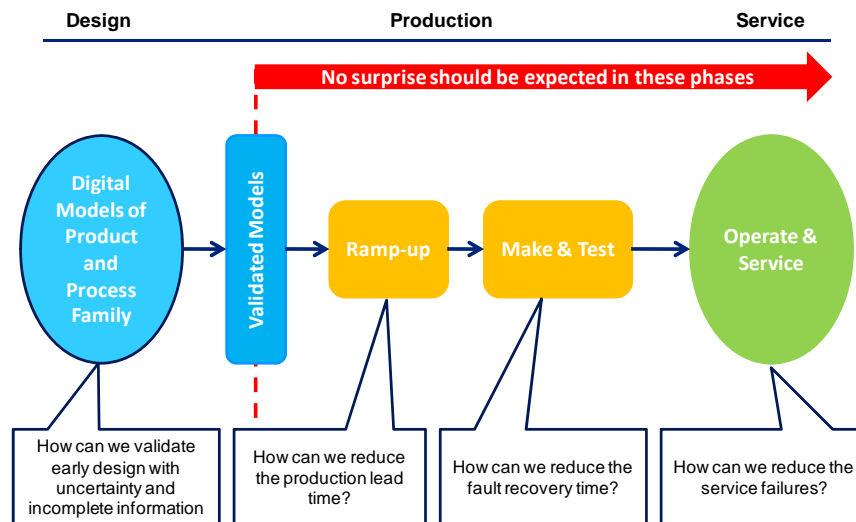 Design
Production
Service
No surprise should be expected in these phases
Digital
Models of
Product
and
Process
Family
Validated Models
Ramp-up
Make & Test
Operate &
Service
How can we validate
early design with
uncertainty and
incomplete information
How can we reduce
the production lead
time?
How can we reduce the
fault recovery time?
How can we reduce the
service failures?